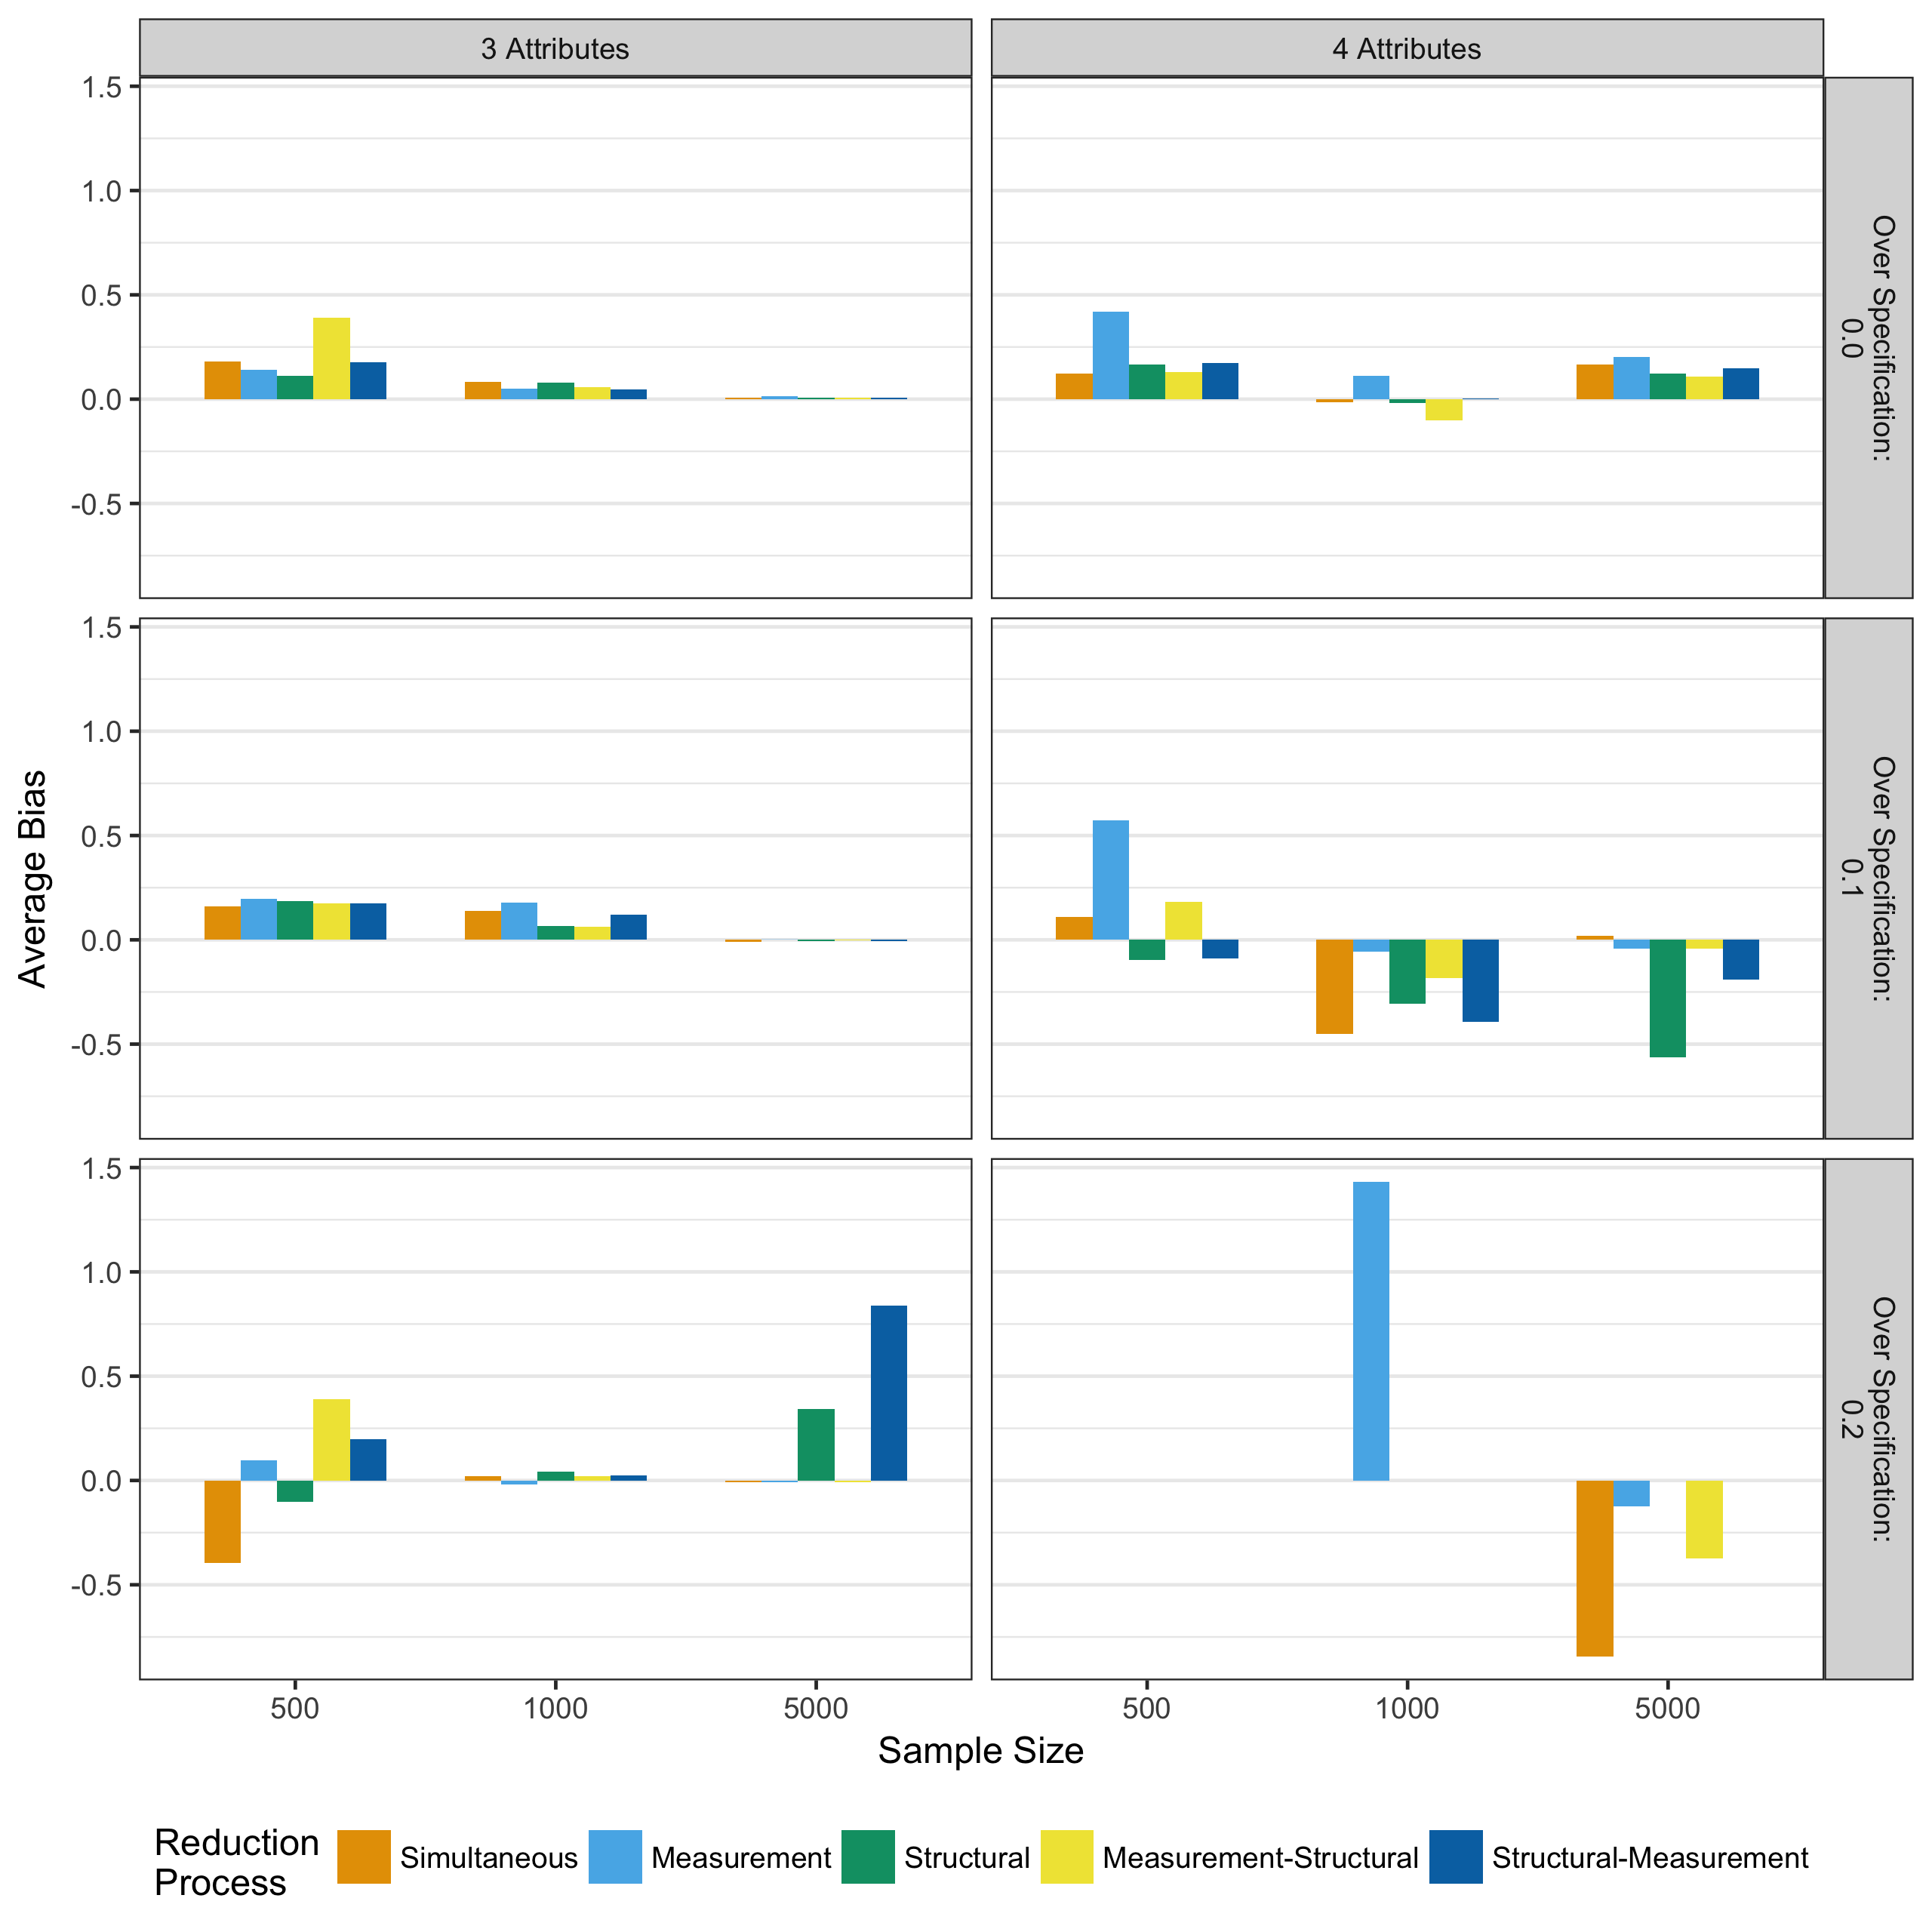 3 Attributes
4 Attributes
1.5
1.0
0.5
0.0
-0.5
Over Specification:
0.0
1.5
1.0
0.5
0.0
-0.5
Over Specification:
0.1
1.5
1.0
0.5
0.0
-0.5
Over Specification:
0.2
Average Bias
500
1000
5000
500
1000
5000
Sample Size
Reduction
Process
Simultaneous
Measurement
Structural
Measurement-Structural
Structural-Measurement